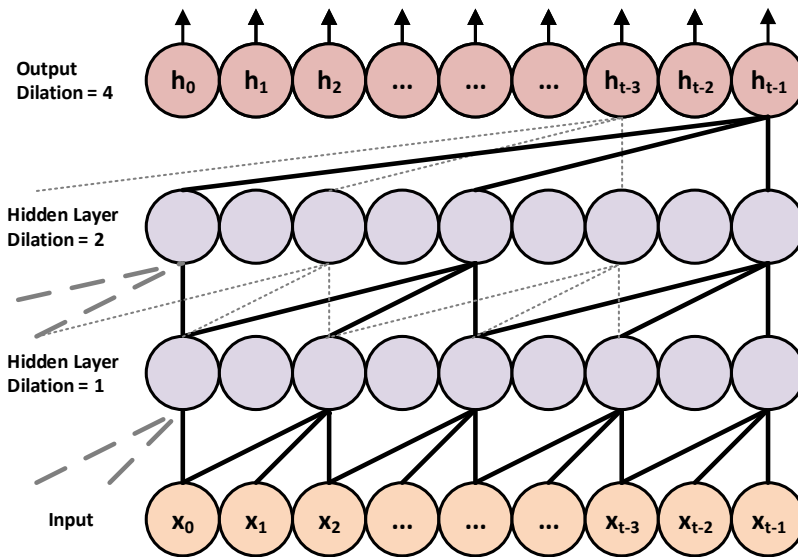 Output
Dilation = 4
h₀ h₁ h₂ ... ... ... hₜ₋₃ hₜ₋₂ hₜ₋₁
Hidden Layer
Dilation = 2
Hidden Layer
Dilation = 1
Input
x₀ x₁ x₂ ... ... ... xₜ₋₃ xₜ₋₂ xₜ₋₁